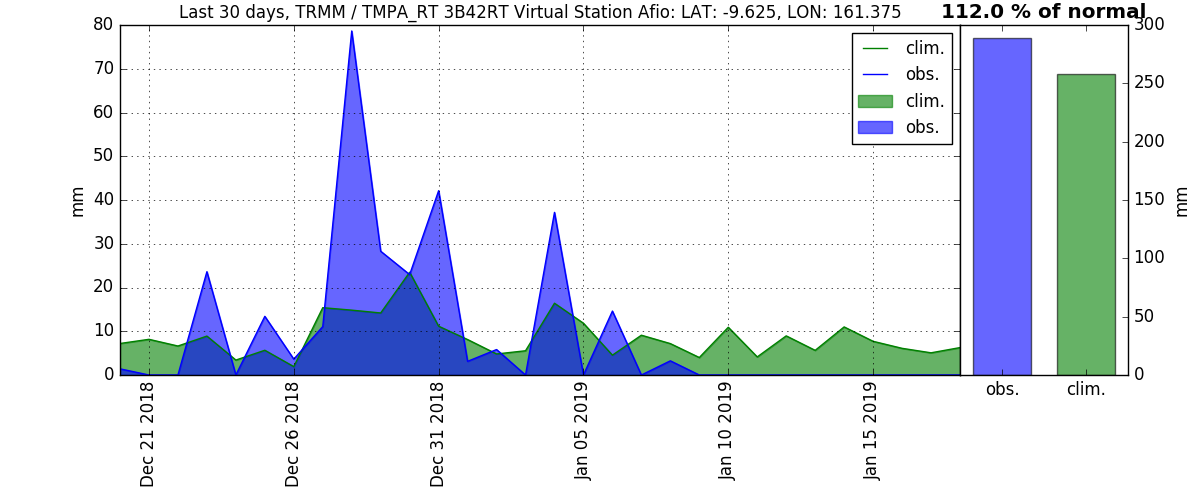 Last 30 days, TRMM / TMPA_RT 3B42RT Virtual Station Afio: LAT: -9.625, LON: 161.375
112.0 % of normal
80
70
60
50
40
30
20
10
0
mm
clim.
obs.
clim.
obs.
300
250
200
150
100
50
0
mm
obs.
clim.
Dec 21 2018
Dec 26 2018
Dec 31 2018
Jan 05 2019
Jan 10 2019
Jan 15 2019